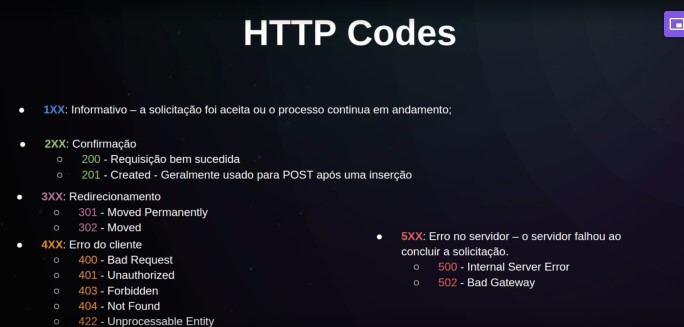 HTTP Codes
1XX: Informativo – a solicitação foi aceita ou o processo continua em andamento;
2XX: Confirmação
200 - Requisição bem sucedida
201 - Created - Geralmente usado para POST após uma inserção
3XX: Redirecionamento
301 - Moved Permanently
302 - Moved
4XX: Erro do cliente
400 - Bad Request
401 - Unauthorized
403 - Forbidden
404 - Not Found
422 - Unprocessable Entity
5XX: Erro no servidor – o servidor falhou ao
concluir a solicitação.
500 - Internal Server Error
502 - Bad Gateway